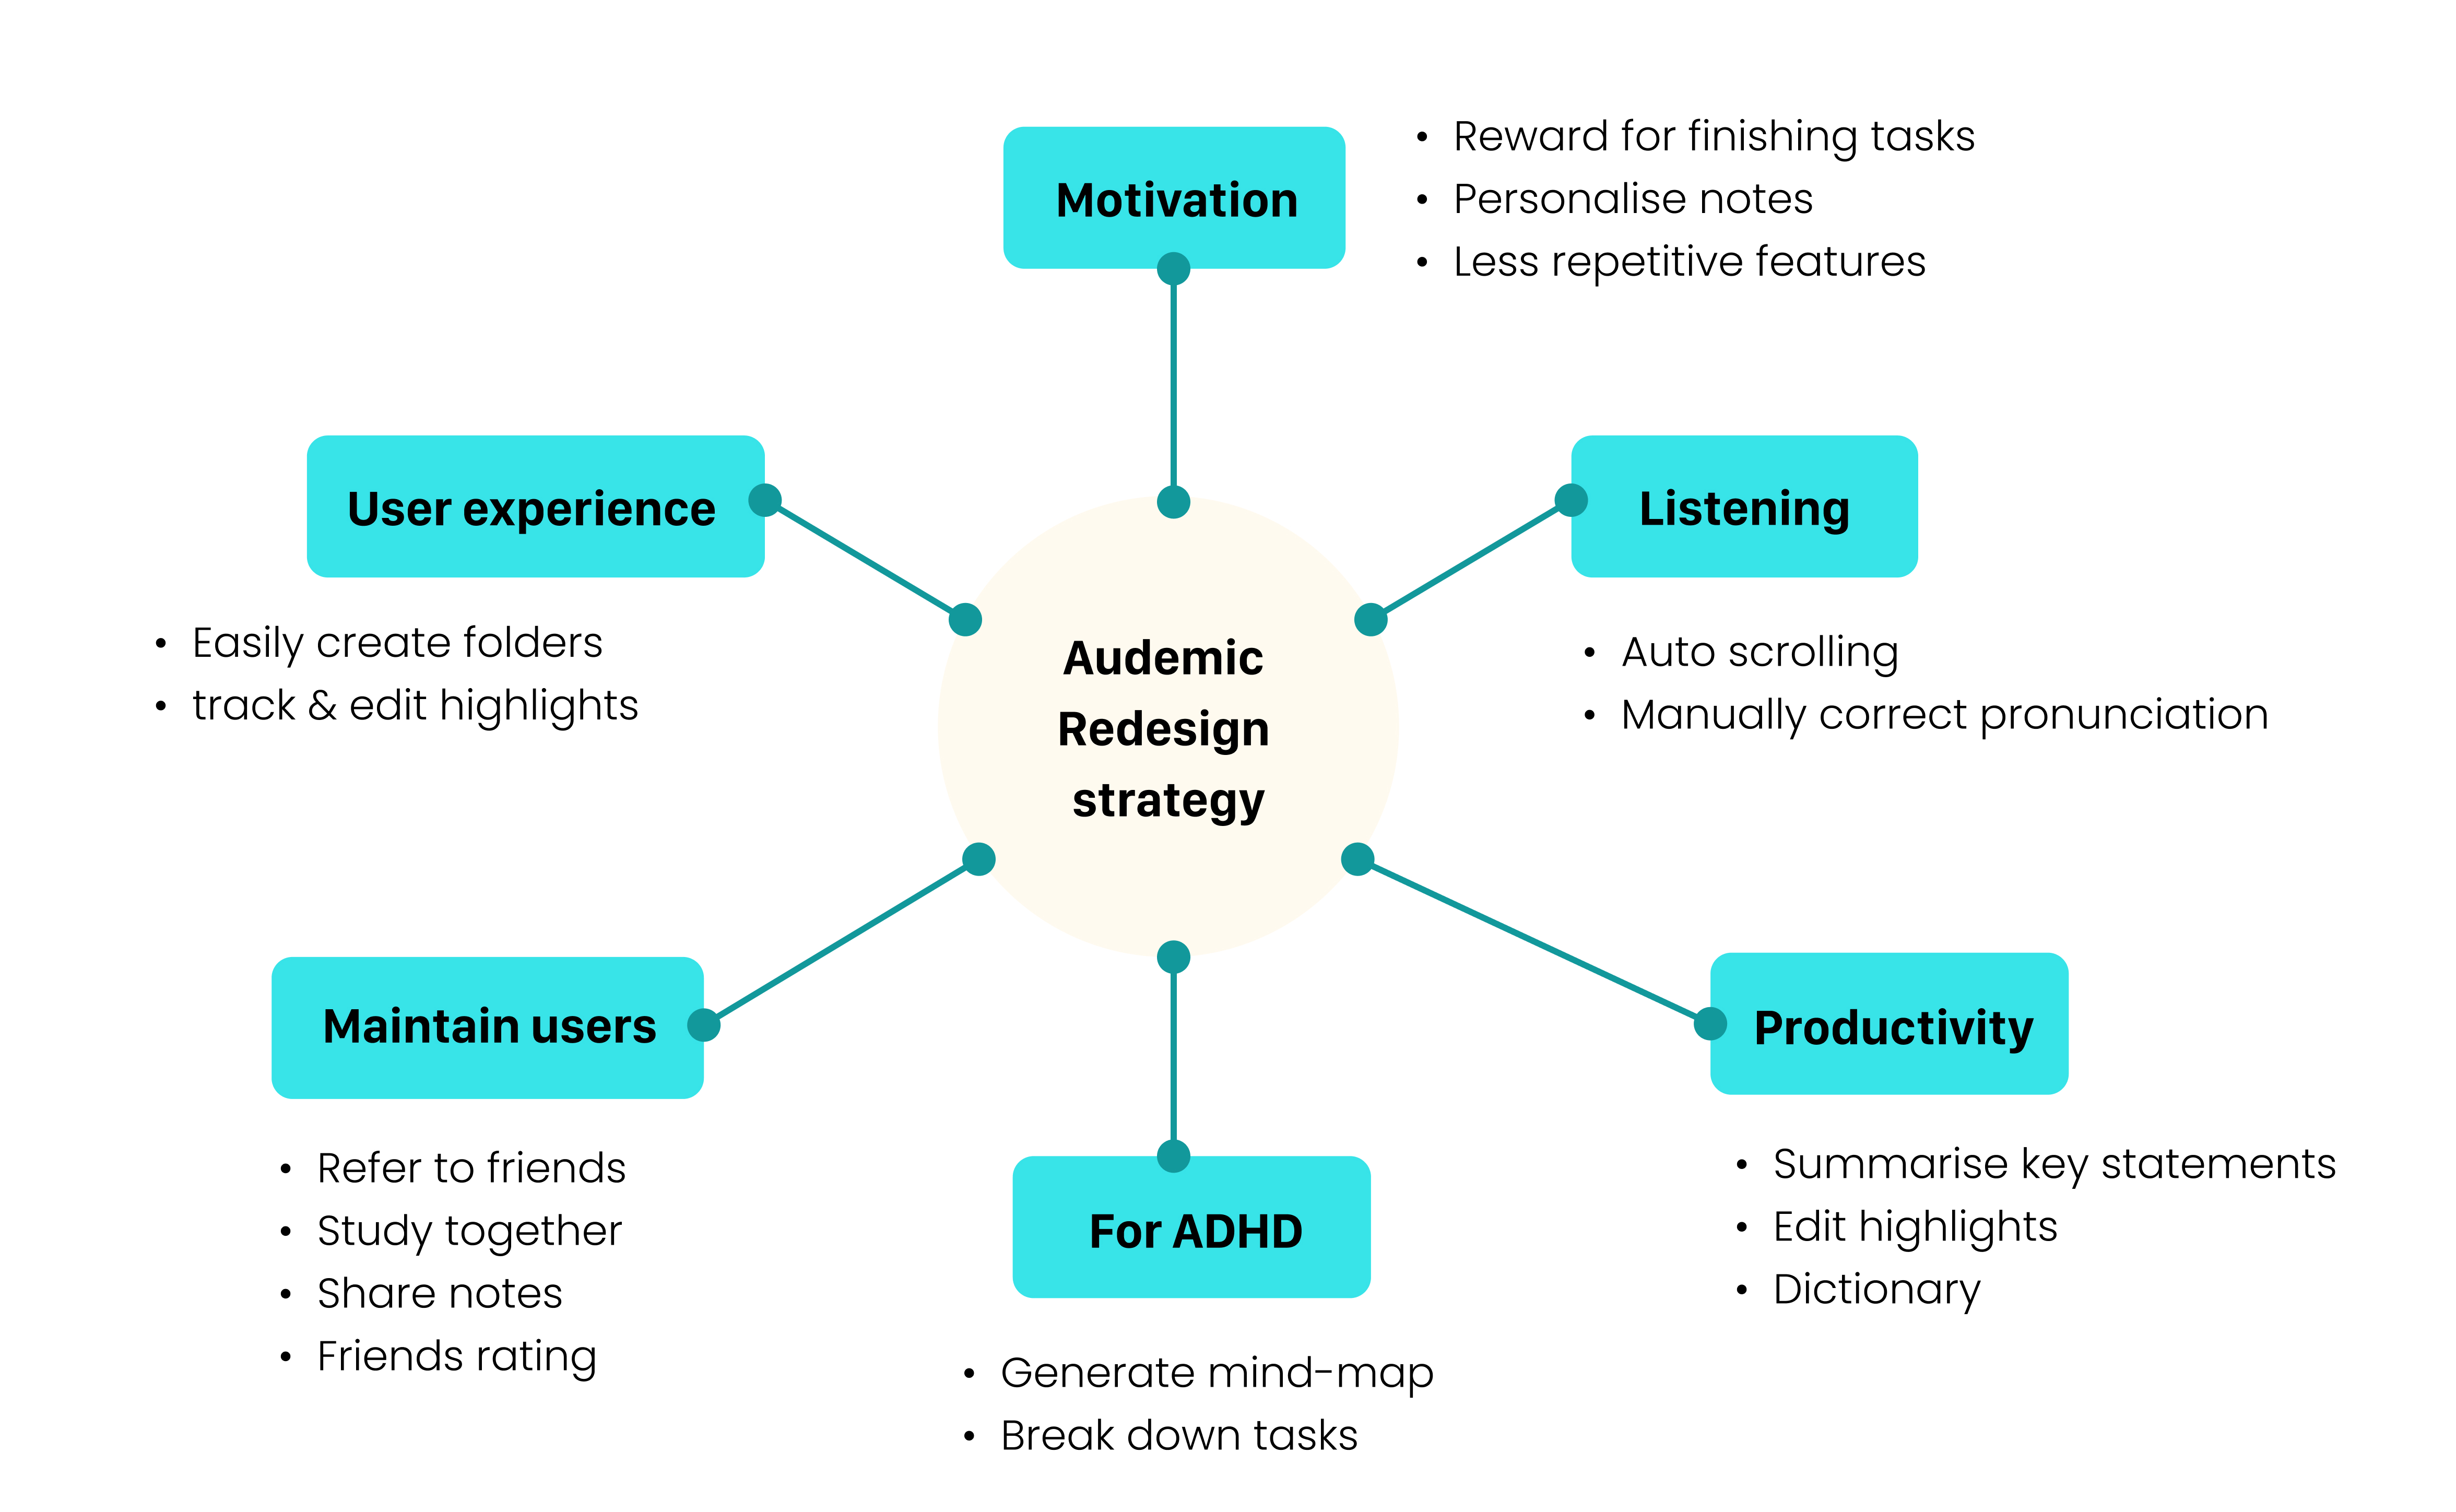 Motivation
• Reward for finishing tasks
• Personalise notes
• Less repetitive features
User experience
• Easily create folders
• track & edit highlights
Listening
• Auto scrolling
• Manually correct pronunciation
Audemic
Redesign
strategy
Maintain users
• Refer to friends
• Study together
• Share notes
• Friends rating
For ADHD
• Generate mind-map
• Break down tasks
Productivity
• Summarise key statements
• Edit highlights
• Dictionary